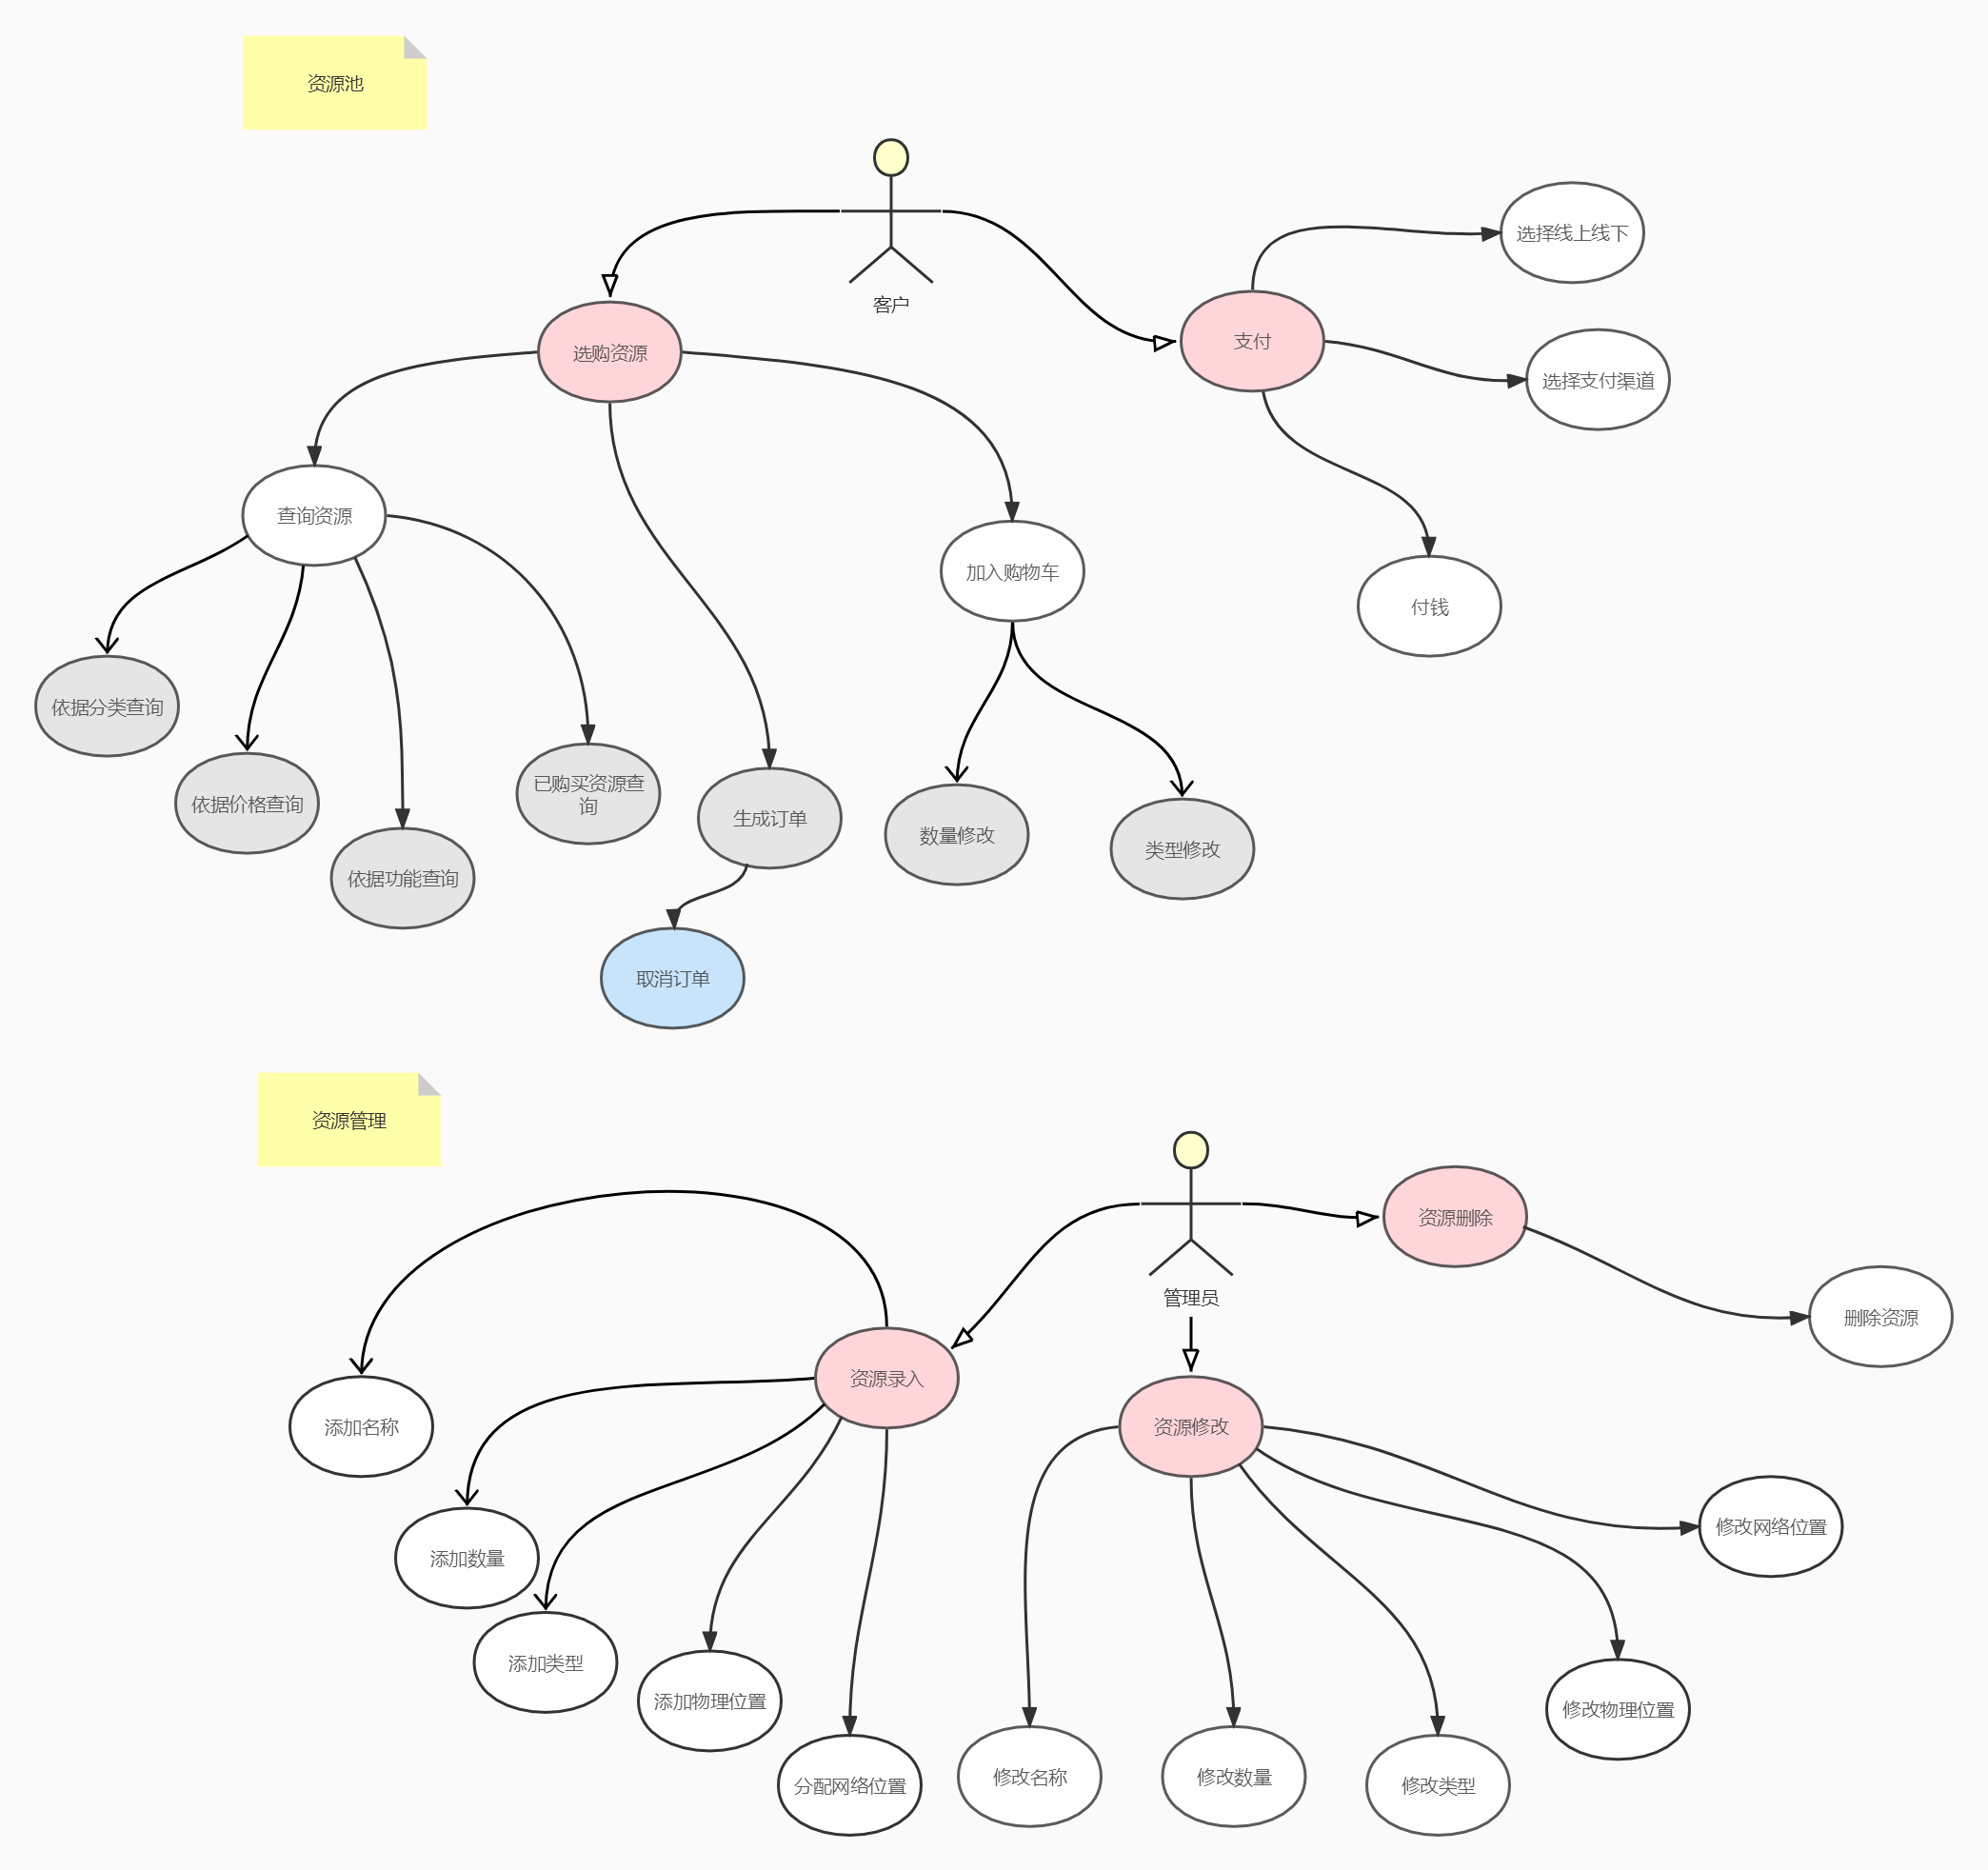 资源池
客户
选择线上线下
支付
选购资源
选择支付渠道
查询资源
加入购物车
付钱
依据分类查询
已购买资源查
询
依据价格查询
生成订单
数量修改
类型修改
依据功能查询
取消订单
资源管理
资源删除
管理员
删除资源
资源录入
添加名称
资源修改
修改网络位置
添加数量
添加类型
添加物理位置
修改物理位置
修改名称
修改数量
分配网络位置
修改类型